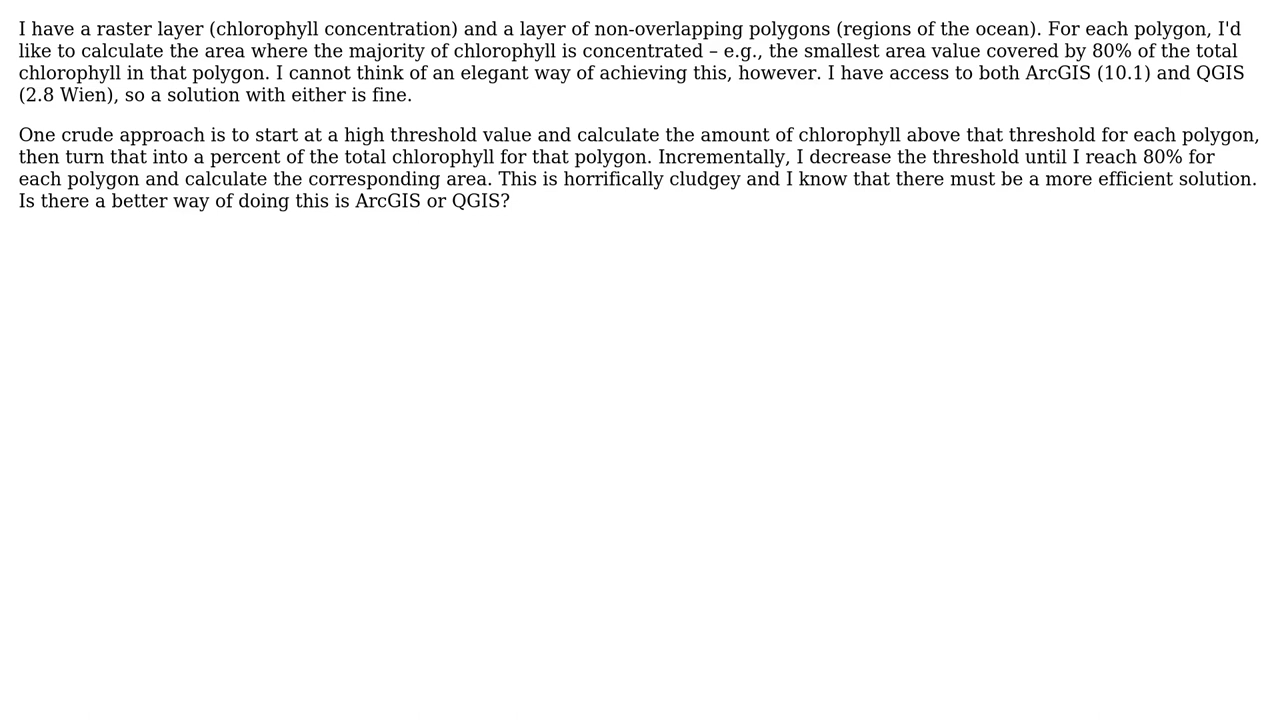 I have a raster layer (chlorophyll concentration) and a layer of non-overlapping polygons (regions of the ocean). For each polygon, I'd
like to calculate the area where the majority of chlorophyll is concentrated – e.g., the smallest area value covered by 80% of the total
chlorophyll in that polygon. I cannot think of an elegant way of achieving this, however. I have access to both ArcGIS (10.1) and QGIS
(2.8 Wien), so a solution with either is fine.
One crude approach is to start at a high threshold value and calculate the amount of chlorophyll above that threshold for each polygon,
then turn that into a percent of the total chlorophyll for that polygon. Incrementally, I decrease the threshold until I reach 80% for
each polygon and calculate the corresponding area. This is horrifically cludgey and I know that there must be a more efficient solution.
Is there a better way of doing this is ArcGIS or QGIS?